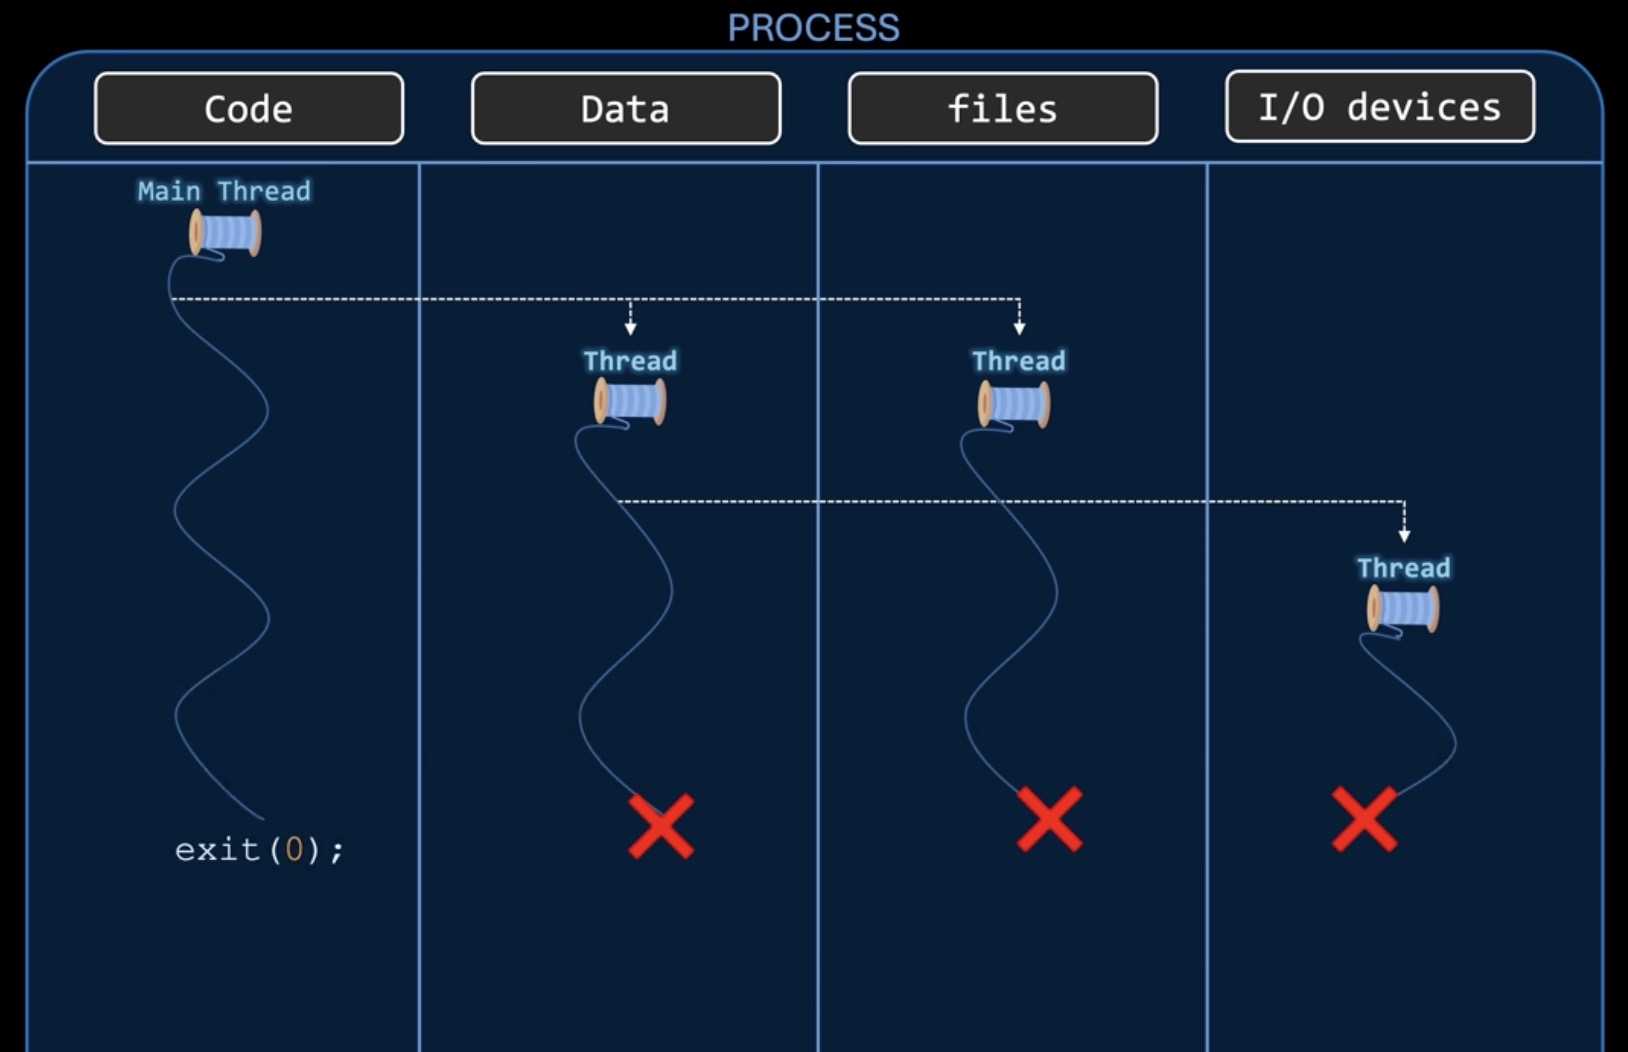 PROCESS
Code
Data
files
I/O devices
Main Thread
Thread
Thread
Thread
exit(0);